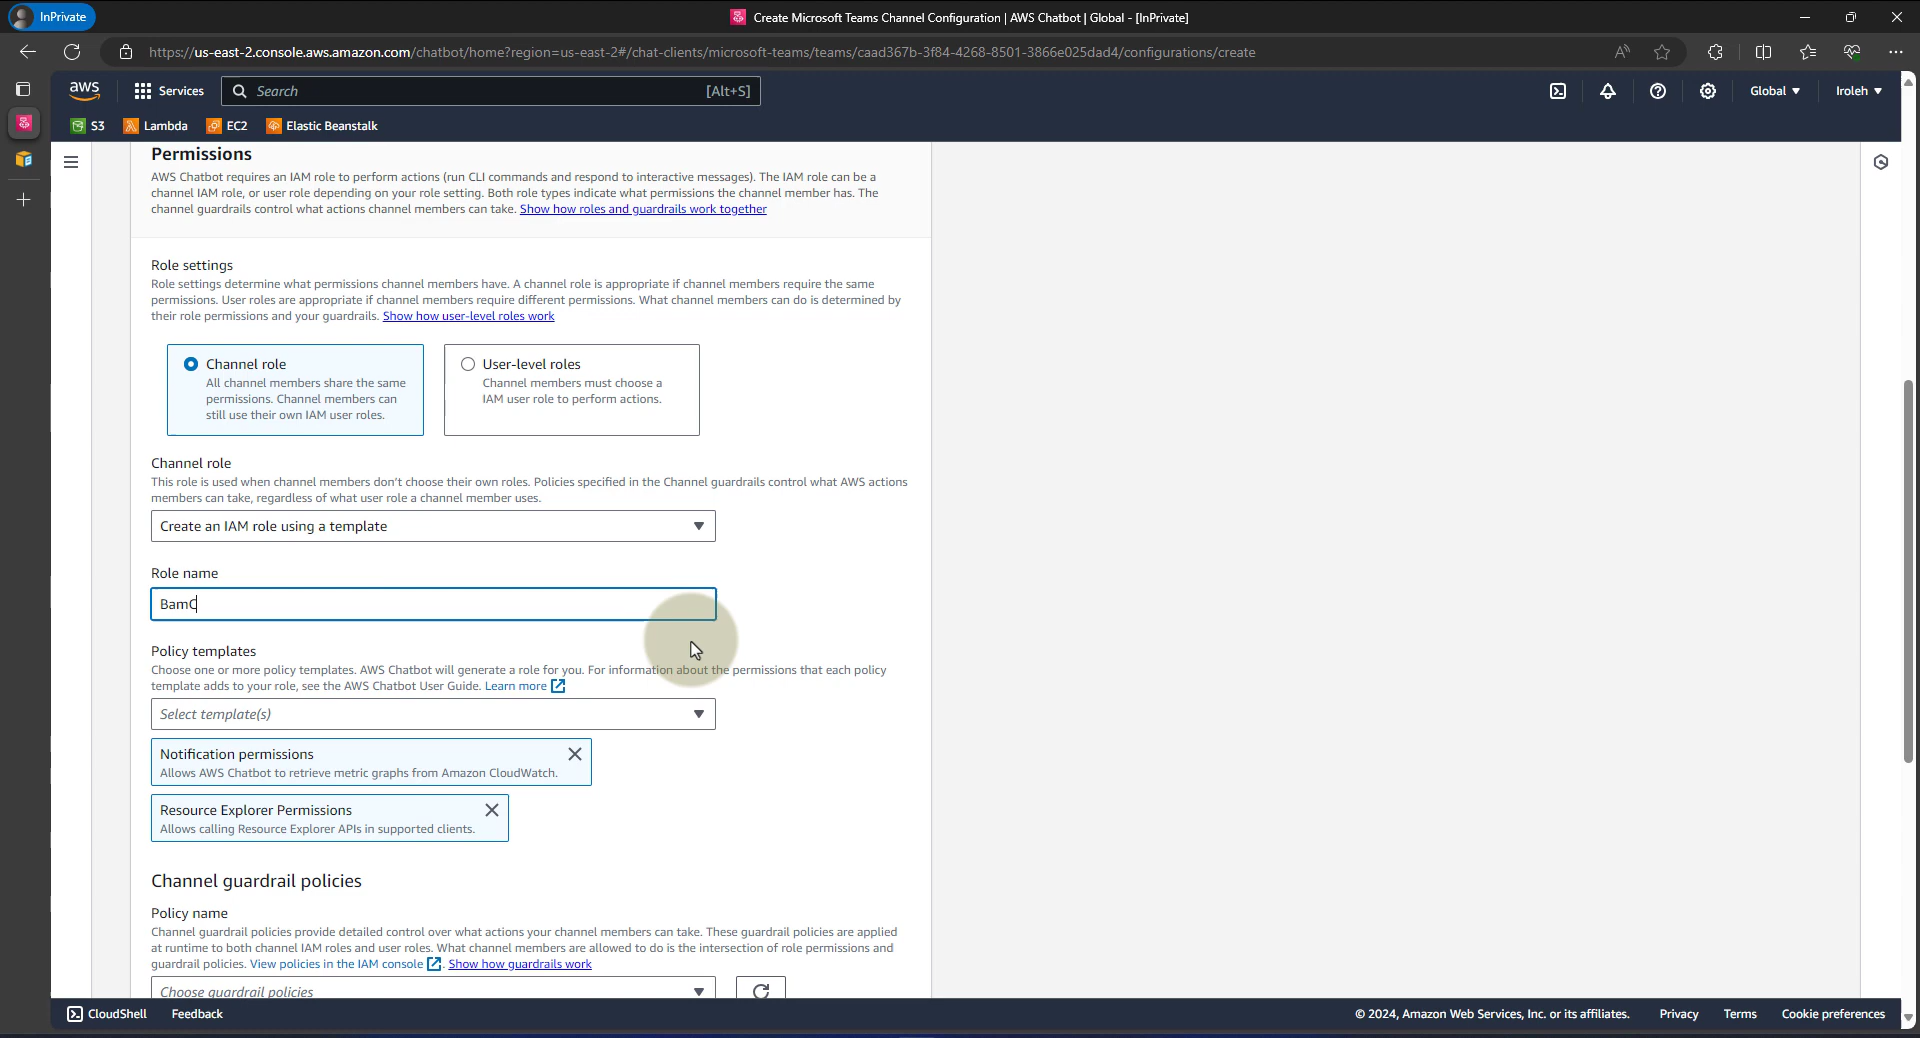 InPrivate
Create Microsoft Teams Channel Configuration | AWS Chatbot | Global - [InPrivate]
https://us-east-2.console.aws.amazon.com/chatbot/home?region=us-east-2#/chat-clients/microsoft-teams/teams/caad367b-3f84-4268-8501-3866e025dad4/configurations/create
aws
Services
Search
[Alt+S]
Global
Iroleh
S3
Lambda
EC2
Elastic Beanstalk
Permissions
AWS Chatbot requires an IAM role to perform actions (run CLI commands and respond to interactive messages). The IAM role can be a
channel IAM role, or user role depending on your role setting. Both role types indicate what permissions the channel member has. The
channel guardrails control what actions channel members can take. Show how roles and guardrails work together
Role settings
Role settings determine what permissions channel members have. A channel role is appropriate if channel members require the same
permissions. User roles are appropriate if channel members require different permissions. What channel members can do is determined by
their role permissions and your guardrails. Show how user-level roles work
Channel role
All channel members share the same
permissions. Channel members can
still use their own IAM user roles.
User-level roles
Channel members must choose a
IAM user role to perform actions.
Channel role
This role is used when channel members don't choose their own roles. Policies specified in the Channel guardrails control what AWS actions
members can take, regardless of what user role a channel member uses.
Create an IAM role using a template
Role name
BamC
Policy templates
Choose one or more policy templates. AWS Chatbot will generate a role for you. For information about the permissions that each policy
template adds to your role, see the AWS Chatbot User Guide. Learn more
Select template(s)
Notification permissions
Allows AWS Chatbot to retrieve metric graphs from Amazon CloudWatch.
Resource Explorer Permissions
Allows calling Resource Explorer APIs in supported clients.
Channel guardrail policies
Policy name
Channel guardrail policies provide detailed control over what actions your channel members can take. These guardrail policies are applied
at runtime to both channel IAM roles and user roles. What channel members are allowed to do is the intersection of role permissions and
guardrail policies. View policies in the IAM console . Show how guardrails work
Choose guardrail policies
CloudShell
Feedback
© 2024, Amazon Web Services, Inc. or its affiliates.
Privacy
Terms
Cookie preferences